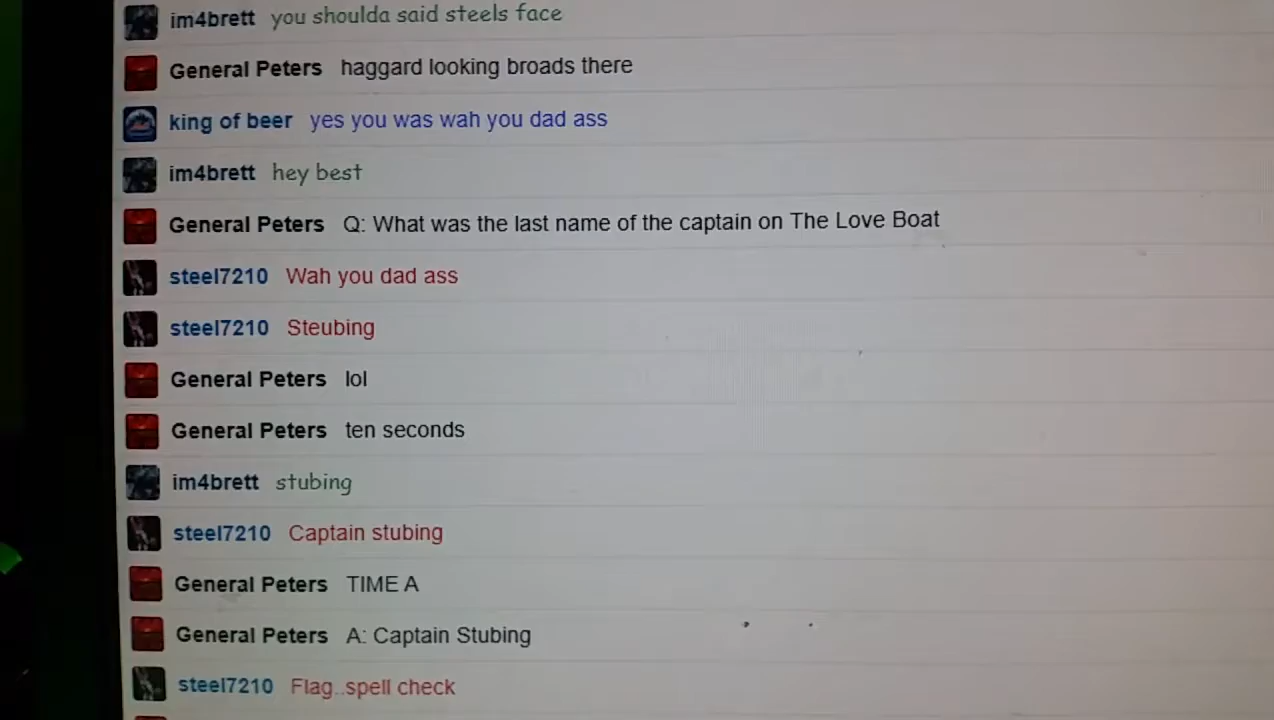 im4brett you shoulda said steels face
General Peters haggard looking broads there
king of beer yes you was wah you dad ass
im4brett hey best
General Peters Q: What was the last name of the captain on The Love Boat
steel7210 Wah you dad ass
steel7210 Steubing
General Peters lol
General Peters ten seconds
im4brett stubing
steel7210 Captain stubing
General Peters TIME A
General Peters A: Captain Stubing
steel7210 Flag..spell check